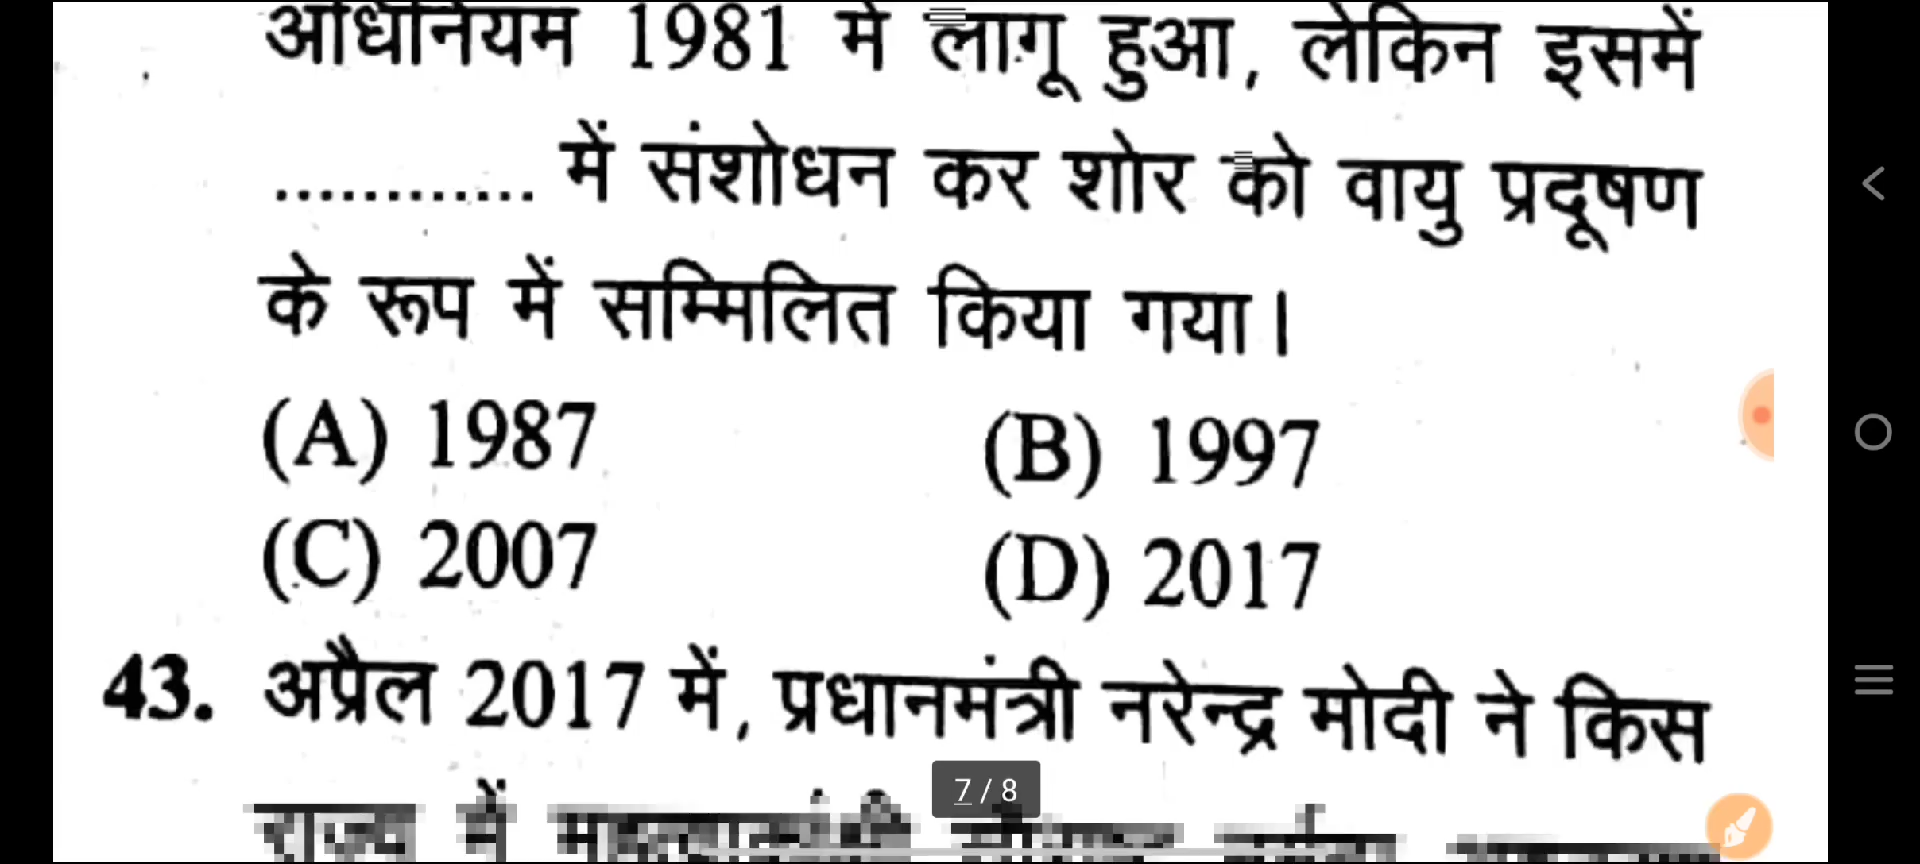 अधिनियम 1981 में लागू हुआ, लेकिन इसमें
............ में संशोधन कर शोर को वायु प्रदूषण
के रूप में सम्मिलित किया गया।
(A) 1987 (B) 1997
(C) 2007 (D) 2017
43. अप्रैल 2017 में, प्रधानमंत्री नरेन्द्र मोदी ने किस
राज्य में
7 / 8